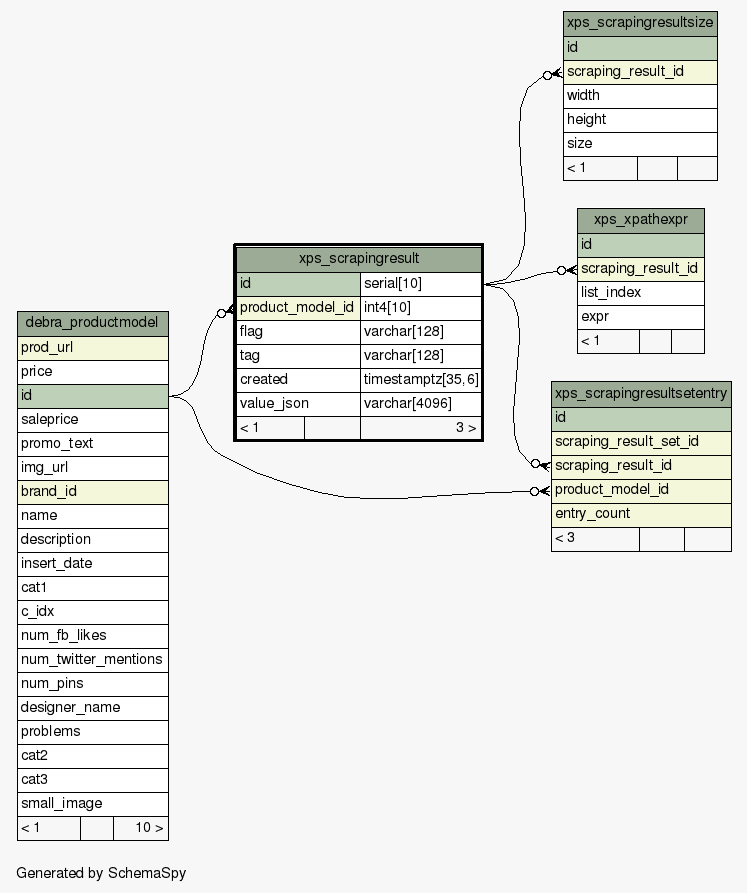 xps_scrapingresultsize
id
scraping_result_id
width
height
size
< 1
xps_xpathexpr
id
scraping_result_id
list_index
expr
< 1
xps_scrapingresult
id serial[10]
product_model_id int4[10]
flag varchar[128]
tag varchar[128]
created timestamptz[35,6]
value_json varchar[4096]
< 1 3 >
debra_productmodel
prod_url
price
id
saleprice
promo_text
img_url
brand_id
name
description
insert_date
cat1
c_idx
num_fb_likes
num_twitter_mentions
num_pins
designer_name
problems
cat2
cat3
small_image
< 1 10 >
xps_scrapingresultsetentry
id
scraping_result_set_id
scraping_result_id
product_model_id
entry_count
< 3
Generated by SchemaSpy